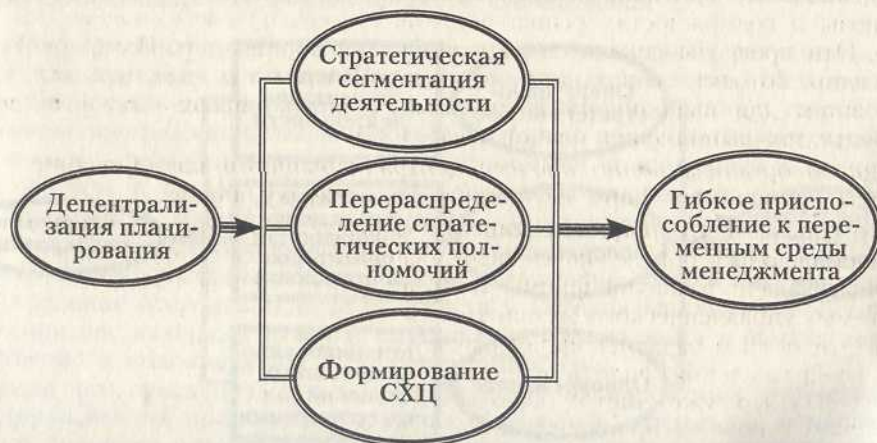 Стратегическая
сегментация
деятельности
Децентрали-
зация плани-
рования
Перераспреде-
ление страте-
гических пол-
номочий
Гибкое приспо-
собление к пере-
менным среды
менеджмента
Формирование
СХЦ